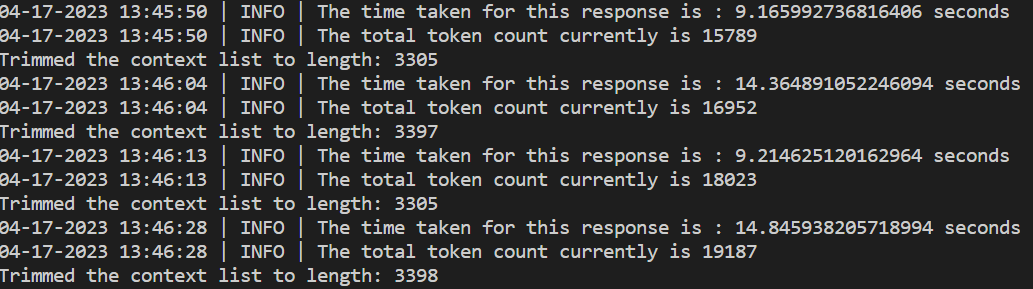 04-17-2023 13:45:50 | INFO | The time taken for this response is : 9.165992736816406 seconds
04-17-2023 13:45:50 | INFO | The total token count currently is 15789
Trimmed the context list to length: 3305
04-17-2023 13:46:04 | INFO | The time taken for this response is : 14.364891052246094 seconds
04-17-2023 13:46:04 | INFO | The total token count currently is 16952
Trimmed the context list to length: 3397
04-17-2023 13:46:13 | INFO | The time taken for this response is : 9.214625120162964 seconds
04-17-2023 13:46:13 | INFO | The total token count currently is 18023
Trimmed the context list to length: 3305
04-17-2023 13:46:28 | INFO | The time taken for this response is : 14.845938205718994 seconds
04-17-2023 13:46:28 | INFO | The total token count currently is 19187
Trimmed the context list to length: 3398